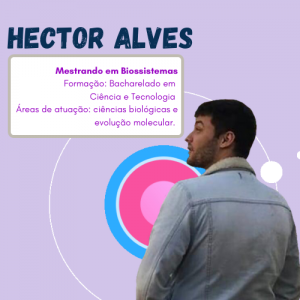 HECTOR ALVES
Mestrando em Biossistemas
Formação: Bacharelado em
Ciência e Tecnologia
Áreas de atuação: ciências biológicas e
evolução molecular.